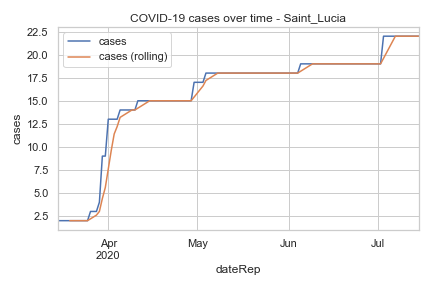 COVID-19 cases over time - Saint_Lucia
22.5
20.0
17.5
15.0
12.5
10.0
7.5
5.0
2.5
cases
cases
cases (rolling)
Apr
2020
May
Jun
Jul
dateRep